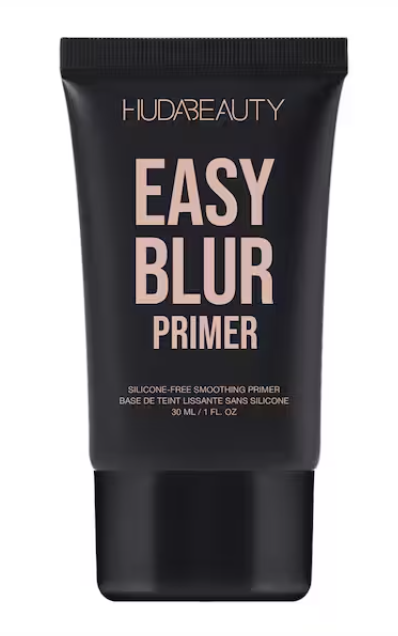 HUDABEAUTY
EASY
BLUR
PRIMER
SILICONE-FREE SMOOTHING PRIMER
BASE DE TEINT LISSANTE SANS SILICONE
30 ML / 1 FL. OZ